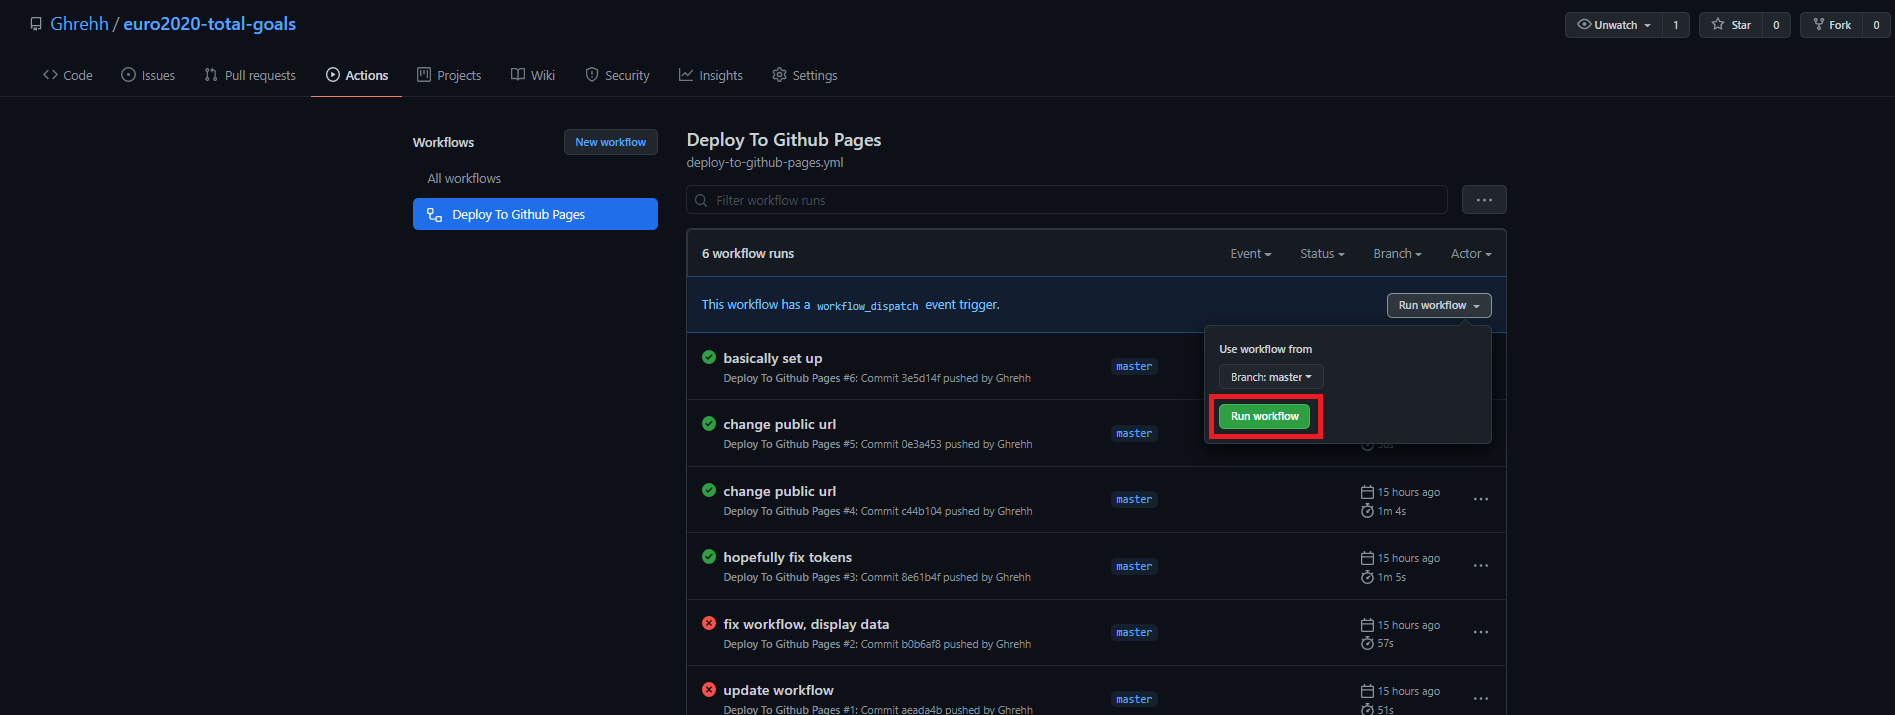 Ghrehh / euro2020-total-goals
Unwatch 1 Star 0 Fork 0
Code Issues Pull requests Actions Projects Wiki Security Insights Settings
Workflows
New workflow
All workflows
Deploy To Github Pages
Deploy To Github Pages
deploy-to-github-pages.yml
Filter workflow runs
6 workflow runs Event Status Branch Actor
This workflow has a workflow_dispatch event trigger.
Run workflow
Use workflow from
Branch: master
Run workflow
basically set up
Deploy To Github Pages #6: Commit 3e5d14f pushed by Ghrehh
master
change public url
Deploy To Github Pages #5: Commit 0e3a453 pushed by Ghrehh
master
change public url
Deploy To Github Pages #4: Commit c44b104 pushed by Ghrehh
master
15 hours ago
1m 4s
hopefully fix tokens
Deploy To Github Pages #3: Commit 8e61b4f pushed by Ghrehh
master
15 hours ago
1m 5s
fix workflow, display data
Deploy To Github Pages #2: Commit b0b6af8 pushed by Ghrehh
master
15 hours ago
57s
update workflow
Deploy To Github Pages #1: Commit aeada4b pushed by Ghrehh
master
15 hours ago
51s